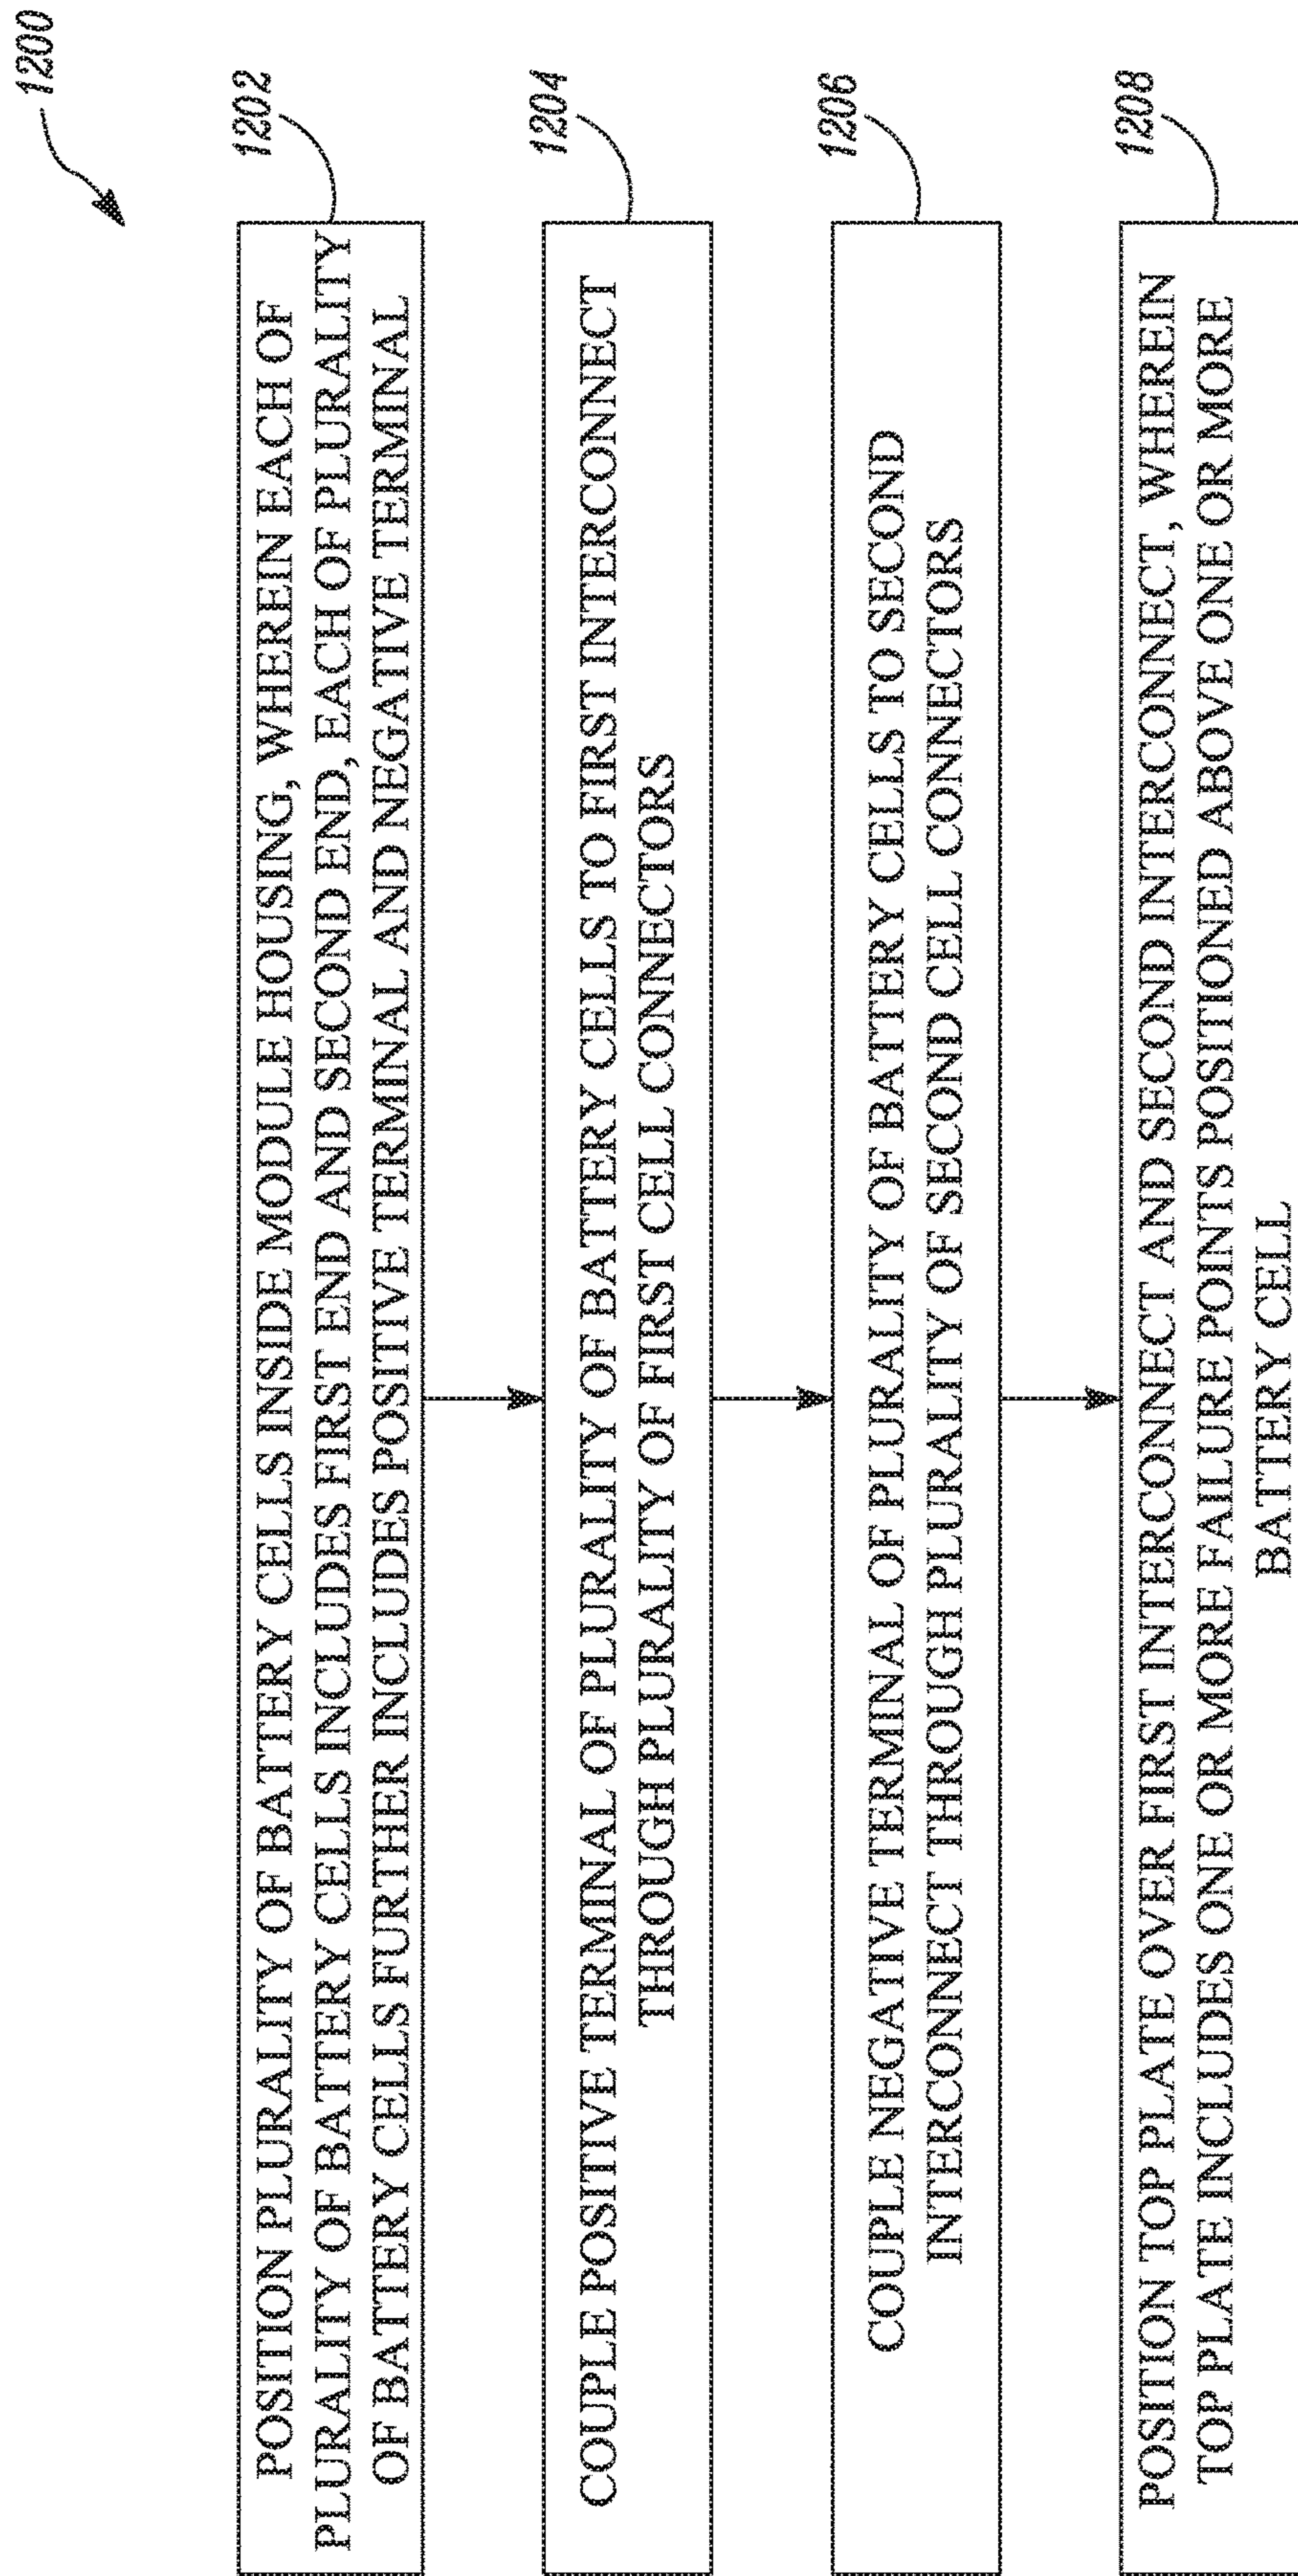 1200
1202
POSITION PLURALITY OF BATTERY CELLS INSIDE MODULE HOUSING, WHEREIN EACH OF
PLURALITY OF BATTERY CELLS INCLUDES FIRST END AND SECOND END, EACH OF PLURALITY
OF BATTERY CELLS FURTHER INCLUDES POSITIVE TERMINAL AND NEGATIVE TERMINAL
1204
COUPLE POSITIVE TERMINAL OF PLURALITY OF BATTERY CELLS TO FIRST INTERCONNECT
THROUGH PLURALITY OF FIRST CELL CONNECTORS
1206
COUPLE NEGATIVE TERMINAL OF PLURALITY OF BATTERY CELLS TO SECOND
INTERCONNECT THROUGH PLURALITY OF SECOND CELL CONNECTORS
1208
POSITION TOP PLATE OVER FIRST INTERCONNECT AND SECOND INTERCONNECT, WHEREIN
TOP PLATE INCLUDES ONE OR MORE FAILURE POINTS POSITIONED ABOVE ONE OR MORE
BATTERY CELL